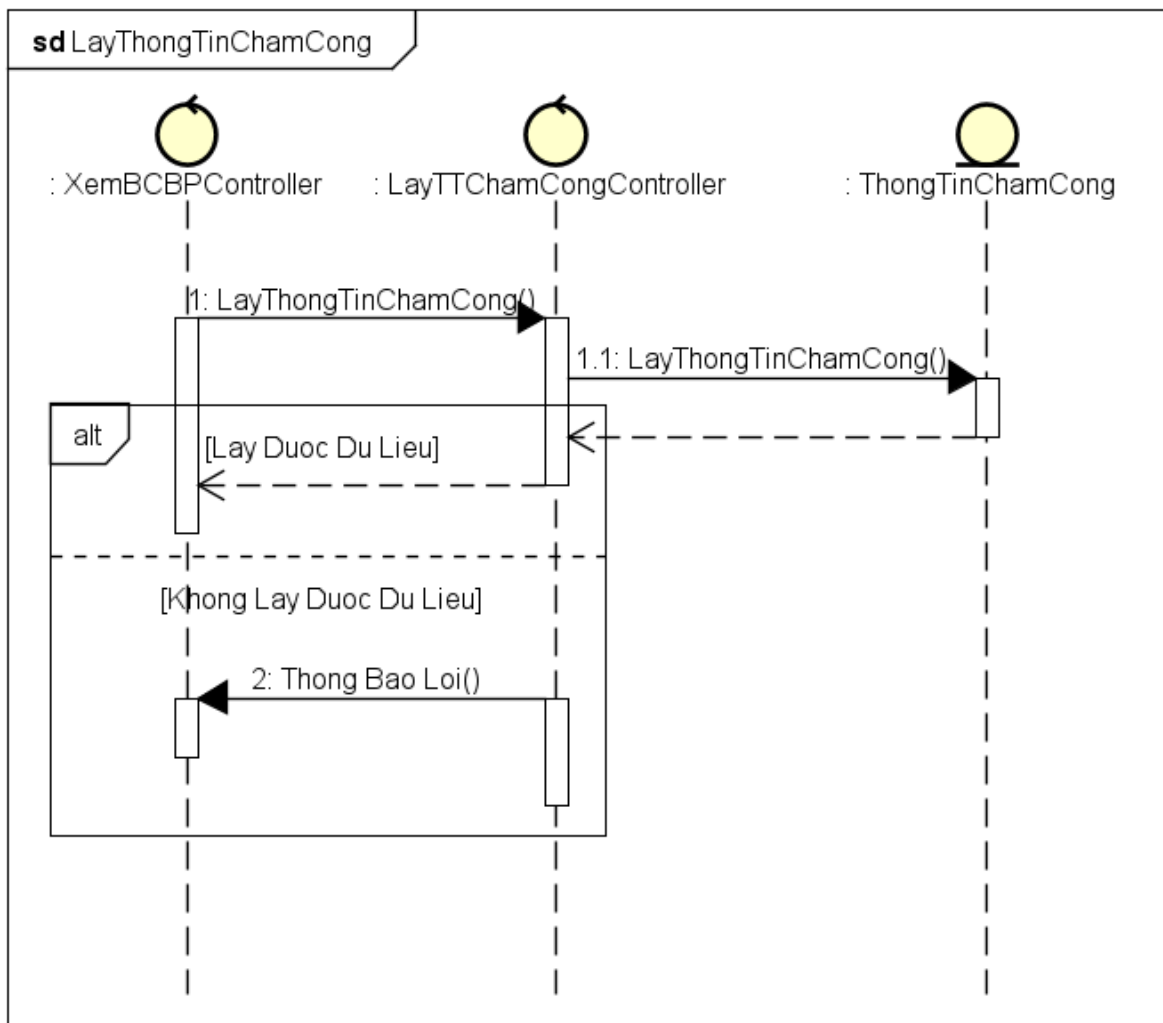 sd LayThongTinChamCong
: XemBCBPController
: LayTTChamCongController
: ThongTinChamCong
1: LayThongTinChamCong()
1.1: LayThongTinChamCong()
alt
[Lay Duoc Du Lieu]
[Khong Lay Duoc Du Lieu]
2: Thong Bao Loi()